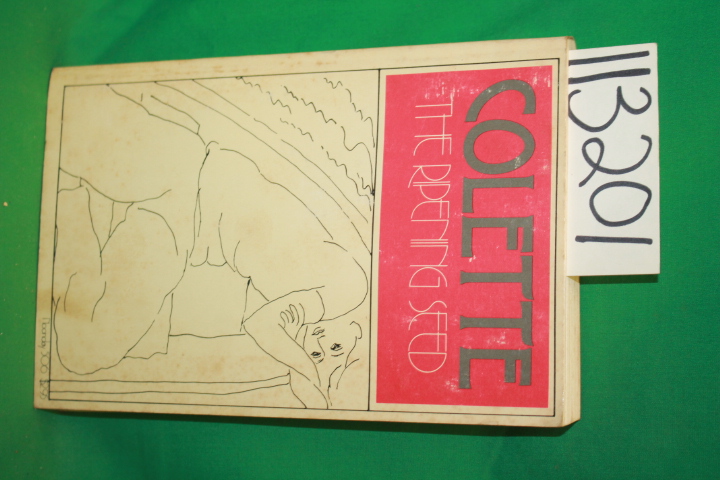 COLETTE
THE RIPENING SEED
113201